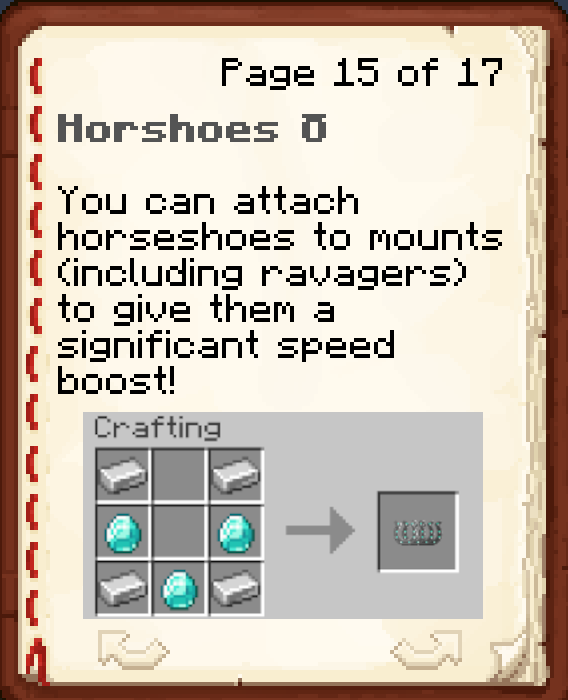 Page 15 of 17
Horshoes Ʊ
You can attach
horseshoes to mounts
(including ravagers)
to give them a
significant speed
boost!
Crafting